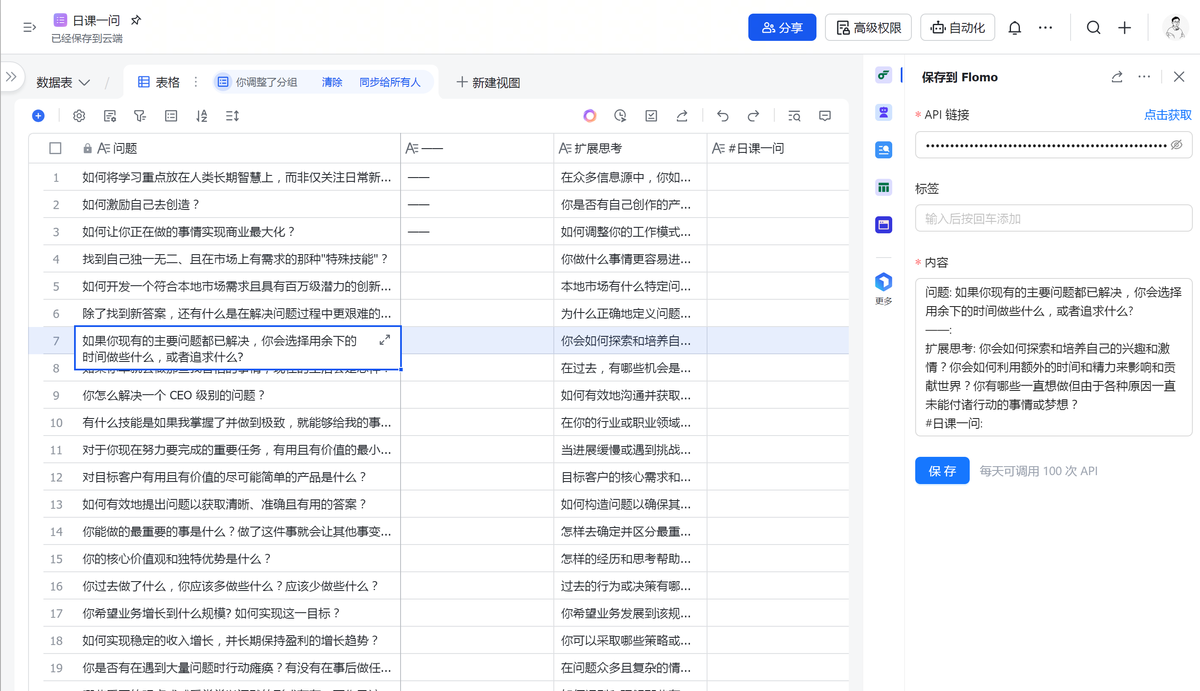 日课一问
已经保存到云端
分享
高级权限
自动化
数据表
表格
你调整了分组
清除
同步给所有人
新建视图
问题
——
扩展思考
#日课一问
1 如何将学习重点放在人类长期智慧上，而非仅关注日常新... —— 在众多信息源中，你如...
2 如何激励自己去创造？ —— 你是否有自己创作的产...
3 如何让你正在做的事情实现商业最大化？ —— 如何调整你的工作模式...
4 找到自己独一无二、且在市场上有需求的那种"特殊技能"？ 你做什么事情更容易进...
5 如何开发一个符合本地市场需求且具有百万级潜力的创新... 本地市场有什么特定问...
6 除了找到新答案，还有什么是在解决问题过程中更艰难的... 为什么正确地定义问题...
7 如果你现有的主要问题都已解决，你会选择用余下的
时间做些什么，或者追求什么?
你会如何探索和培养自...
8 在过去，有哪些机会是...
9 你怎么解决一个 CEO 级别的问题？ 如何有效地沟通并获取...
10 有什么技能是如果我掌握了并做到极致，就能够给我的事... 在你的行业或职业领域...
11 对于你现在努力要完成的重要任务，有用且有价值的最小... 当进展缓慢或遇到挑战...
12 对目标客户有用且有价值的尽可能简单的产品是什么？ 目标客户的核心需求和...
13 如何有效地提出问题以获取清晰、准确且有用的答案？ 如何构造问题以确保其...
14 你能做的最重要的事是什么？做了这件事就会让其他事变... 怎样去确定并区分最重...
15 你的核心价值观和独特优势是什么？ 怎样的经历和思考帮助...
16 你过去做了什么，你应该多做些什么？应该少做些什么？ 过去的行为或决策有哪...
17 你希望业务增长到什么规模? 如何实现这一目标？ 你希望业务发展到该规...
18 如何实现稳定的收入增长，并长期保持盈利的增长趋势？ 你可以采取哪些策略或...
19 你是否有在遇到大量问题时行动瘫痪？有没有在事后做任... 在问题众多且复杂的情...
更多
保存到 Flomo
* API 链接
点击获取
标签
输入后按回车添加
* 内容
问题: 如果你现有的主要问题都已解决，你会选择
用余下的时间做些什么，或者追求什么?
——:
扩展思考: 你会如何探索和培养自己的兴趣和激
情？你会如何利用额外的时间和精力来影响和贡
献世界？你有哪些一直想做但由于各种原因一直
未能付诸行动的事情或梦想？
#日课一问:
保 存
每天可调用 100 次 API